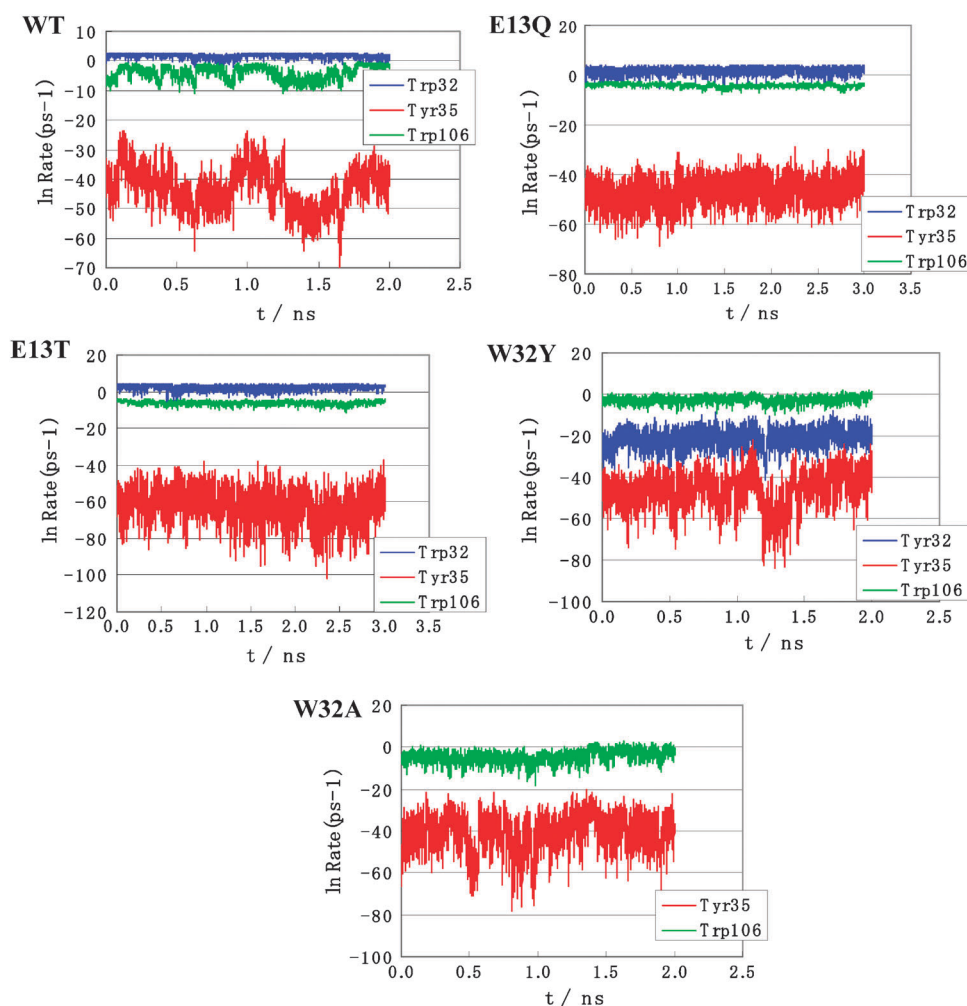 WT
ln Rate(ps-1)
10
0
-10
-20
-30
-40
-50
-60
-70
0.0 0.5 1.0 1.5 2.0 2.5
t / ns
Trp32
Tyr35
Trp106
E13Q
ln Rate(ps-1)
20
0
-20
-40
-60
-80
0.0 0.5 1.0 1.5 2.0 2.5 3.0 3.5
t / ns
Trp32
Tyr35
Trp106
E13T
ln Rate(ps-1)
20
0
-20
-40
-60
-80
-100
-120
0.0 0.5 1.0 1.5 2.0 2.5 3.0 3.5
t / ns
Trp32
Tyr35
Trp106
W32Y
ln Rate(ps-1)
20
0
-20
-40
-60
-80
-100
0.0 0.5 1.0 1.5 2.0 2.5
t / ns
Tyr32
Tyr35
Trp106
W32A
ln Rate(ps-1)
20
0
-20
-40
-60
-80
-100
0.0 0.5 1.0 1.5 2.0 2.5
t / ns
Tyr35
Trp106